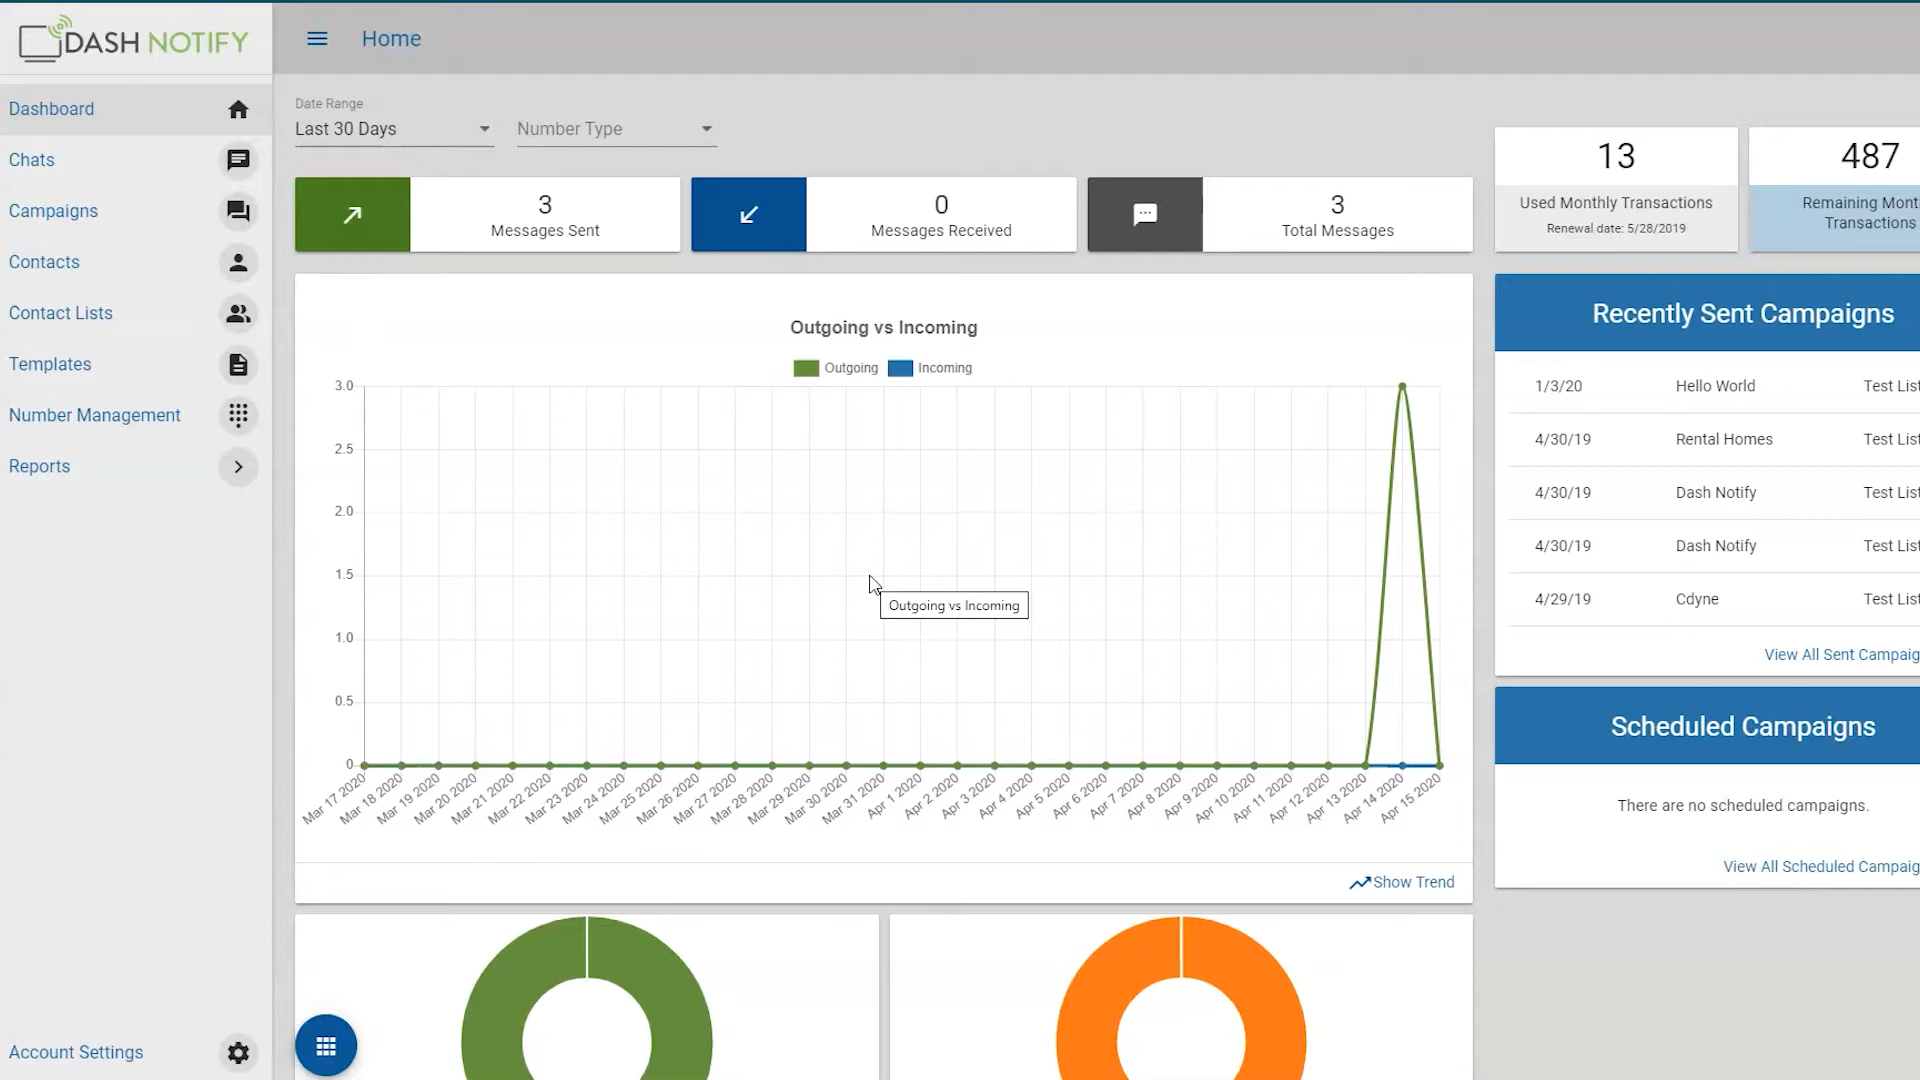 DASH NOTIFY
Home
Dashboard
Chats
Campaigns
Contacts
Contact Lists
Templates
Number Management
Reports
Account Settings
Date Range
Last 30 Days
Number Type
3
Messages Sent
0
Messages Received
3
Total Messages
13
Used Monthly Transactions
Renewal date: 5/28/2019
487
Remaining Mont
Transactions
Outgoing vs Incoming
Outgoing
Incoming
3.0
2.5
2.0
1.5
1.0
0.5
0
Outgoing vs Incoming
Mar 17 2020
Mar 18 2020
Mar 19 2020
Mar 20 2020
Mar 21 2020
Mar 22 2020
Mar 23 2020
Mar 24 2020
Mar 25 2020
Mar 26 2020
Mar 27 2020
Mar 28 2020
Mar 29 2020
Mar 30 2020
Mar 31 2020
Apr 1 2020
Apr 2 2020
Apr 3 2020
Apr 4 2020
Apr 5 2020
Apr 6 2020
Apr 7 2020
Apr 8 2020
Apr 9 2020
Apr 10 2020
Apr 11 2020
Apr 12 2020
Apr 13 2020
Apr 14 2020
Apr 15 2020
Show Trend
Recently Sent Campaigns
1/3/20 Hello World Test List
4/30/19 Rental Homes Test List
4/30/19 Dash Notify Test List
4/30/19 Dash Notify Test List
4/29/19 Cdyne Test List
View All Sent Campaig
Scheduled Campaigns
There are no scheduled campaigns.
View All Scheduled Campaig